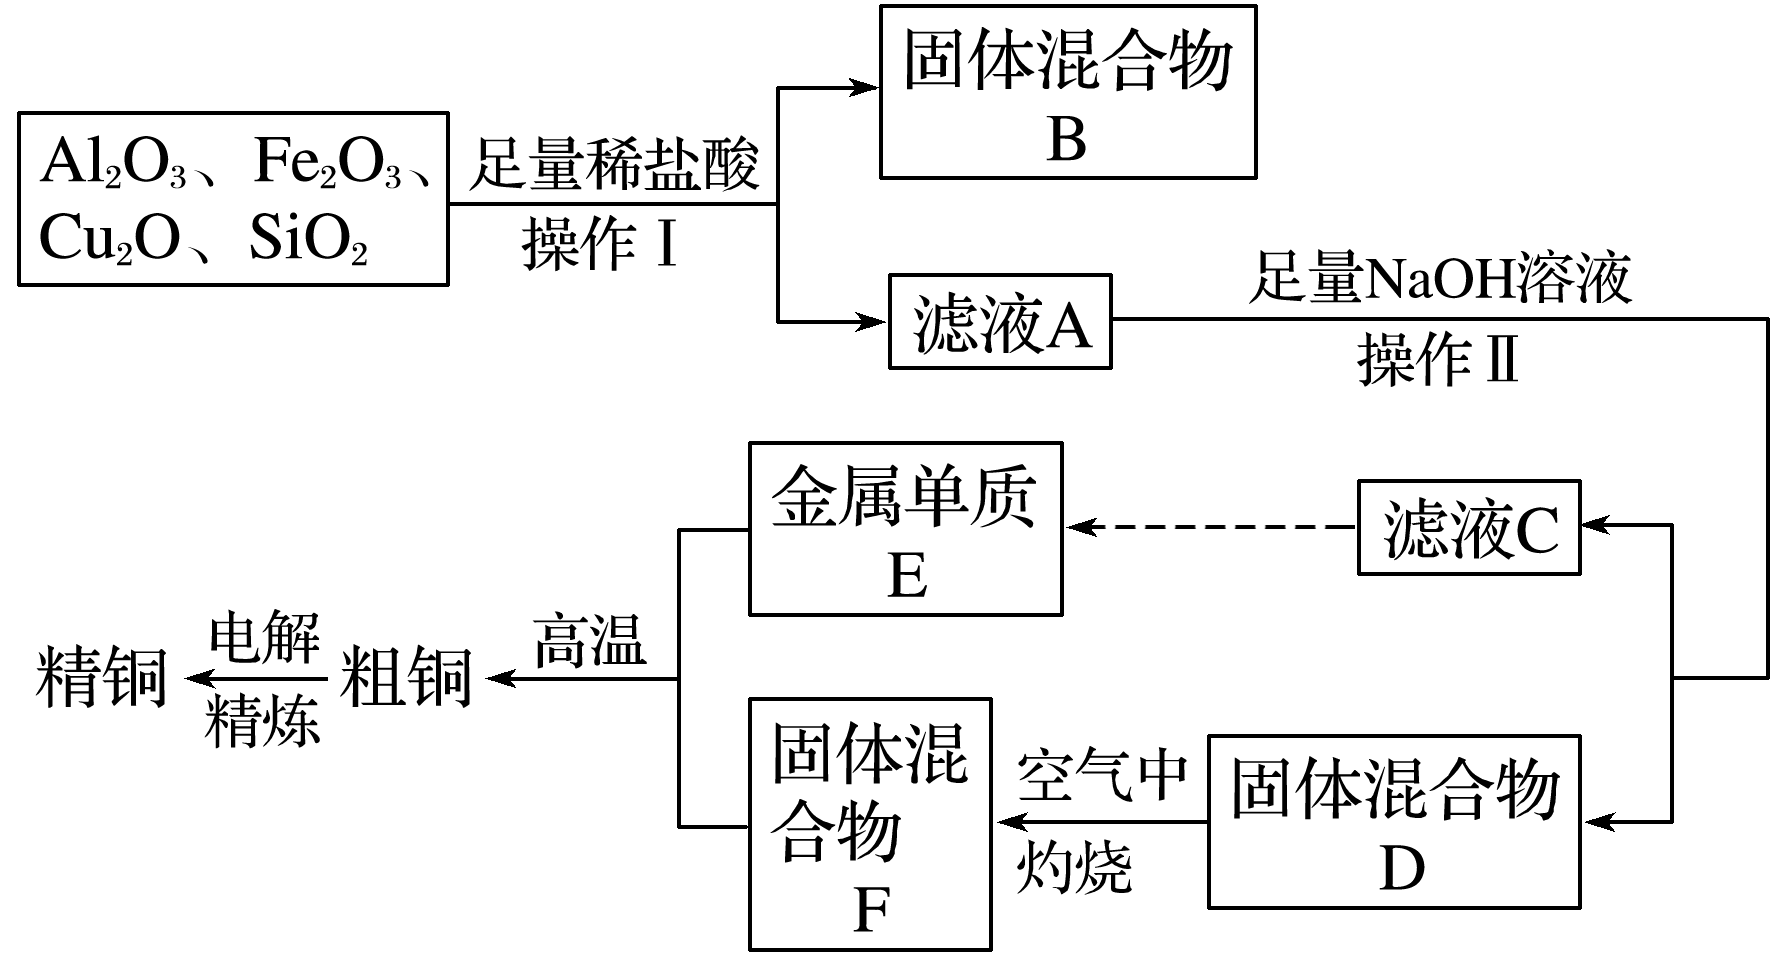 固体混合物
B
Al₂O₃、Fe₂O₃、
Cu₂O、SiO₂
足量稀盐酸
操作Ⅰ
滤液A
足量NaOH溶液
操作Ⅱ
金属单质
E
滤液C
精铜
电解
精炼
粗铜
高温
固体混
合物
F
空气中
灼烧
固体混合物
D